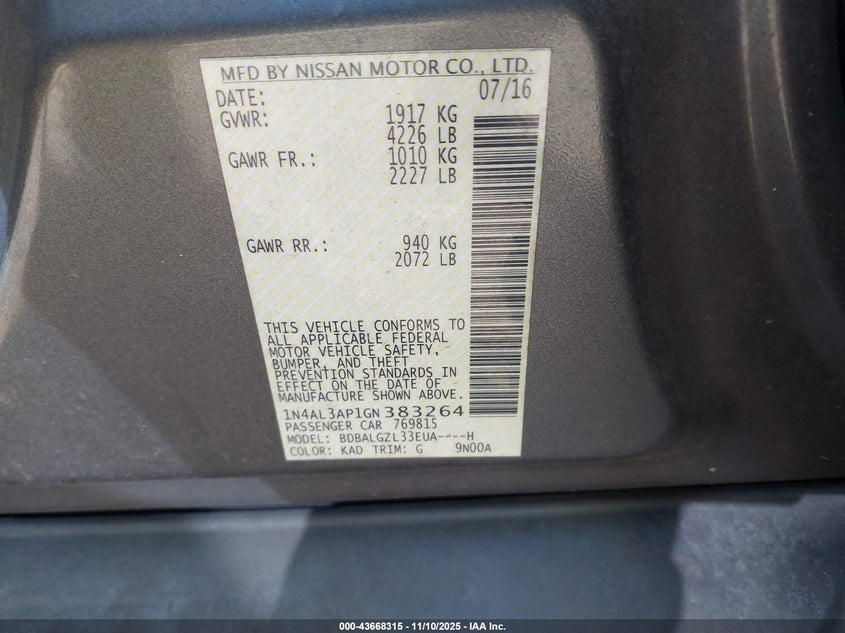 MFD BY NISSAN MOTOR CO., LTD.
DATE: 07/16
GVWR: 1917 KG
4226 LB
GAWR FR.: 1010 KG
2227 LB
GAWR RR.: 940 KG
2072 LB
THIS VEHICLE CONFORMS TO
ALL APPLICABLE FEDERAL
MOTOR VEHICLE SAFETY,
BUMPER, AND THEFT
PREVENTION STANDARDS IN
EFFECT ON THE DATE OF
MANUFACTURE SHOWN ABOVE.
1N4AL3AP1GN383264
PASSENGER CAR 769815
MODEL: BDBALGZL33EUA----H
COLOR: KAD TRIM: G 9N00A
000-43668315 - 11/10/2025 - IAA Inc.